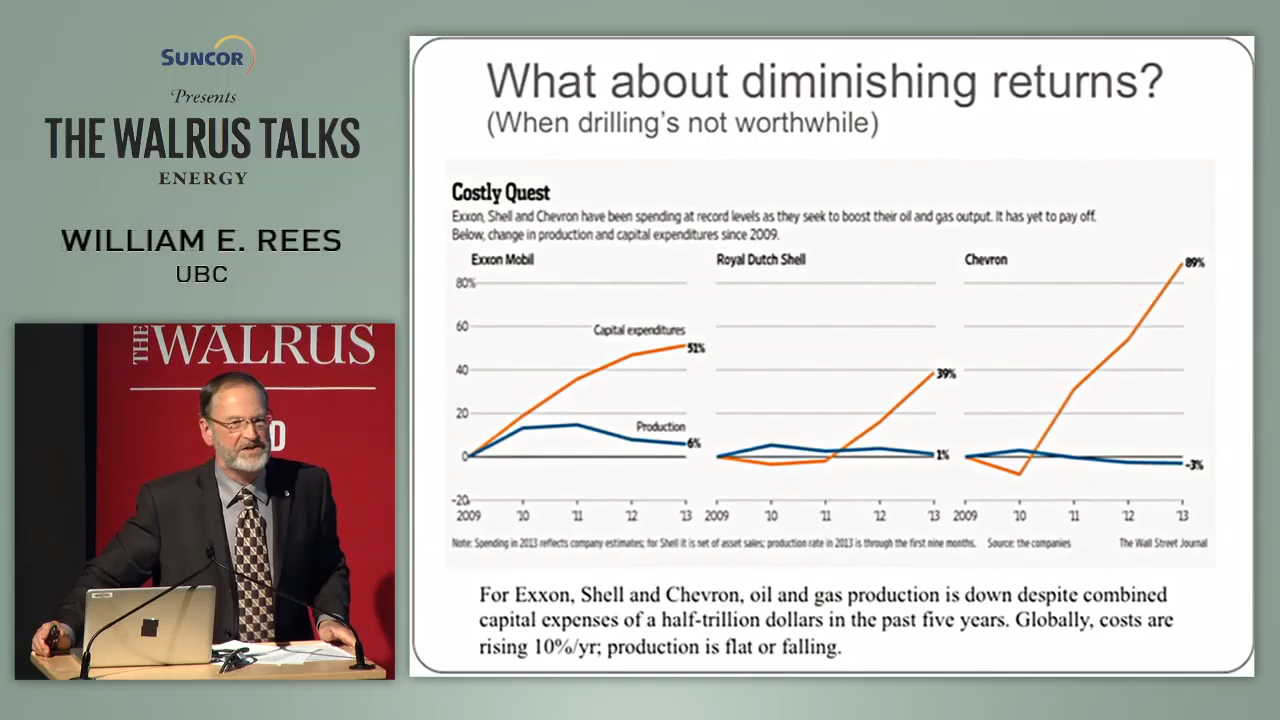 SUNCOR
Presents
THE WALRUS TALKS
ENERGY
WILLIAM E. REES
UBC
THE WALRUS
D
What about diminishing returns?
(When drilling's not worthwhile)
Costly Quest
Exxon, Shell and Chevron have been spending at record levels as they seek to boost their oil and gas output. It has yet to pay off.
Below, change in production and capital expenditures since 2009.
Exxon Mobil
80%
60
40
20
0
-20
Capital expenditures
51%
Production
6%
2009 '10 '11 '12 '13
Royal Dutch Shell
39%
1%
2009 '10 '11 '12 '13
Chevron
89%
-3%
2009 '10 '11 '12 '13
Note: Spending in 2013 reflects company estimates; for Shell it is net of asset sales; production rate in 2013 is through the first nine months. Source: the companies The Wall Street Journal
For Exxon, Shell and Chevron, oil and gas production is down despite combined
capital expenses of a half-trillion dollars in the past five years. Globally, costs are
rising 10%/yr; production is flat or falling.